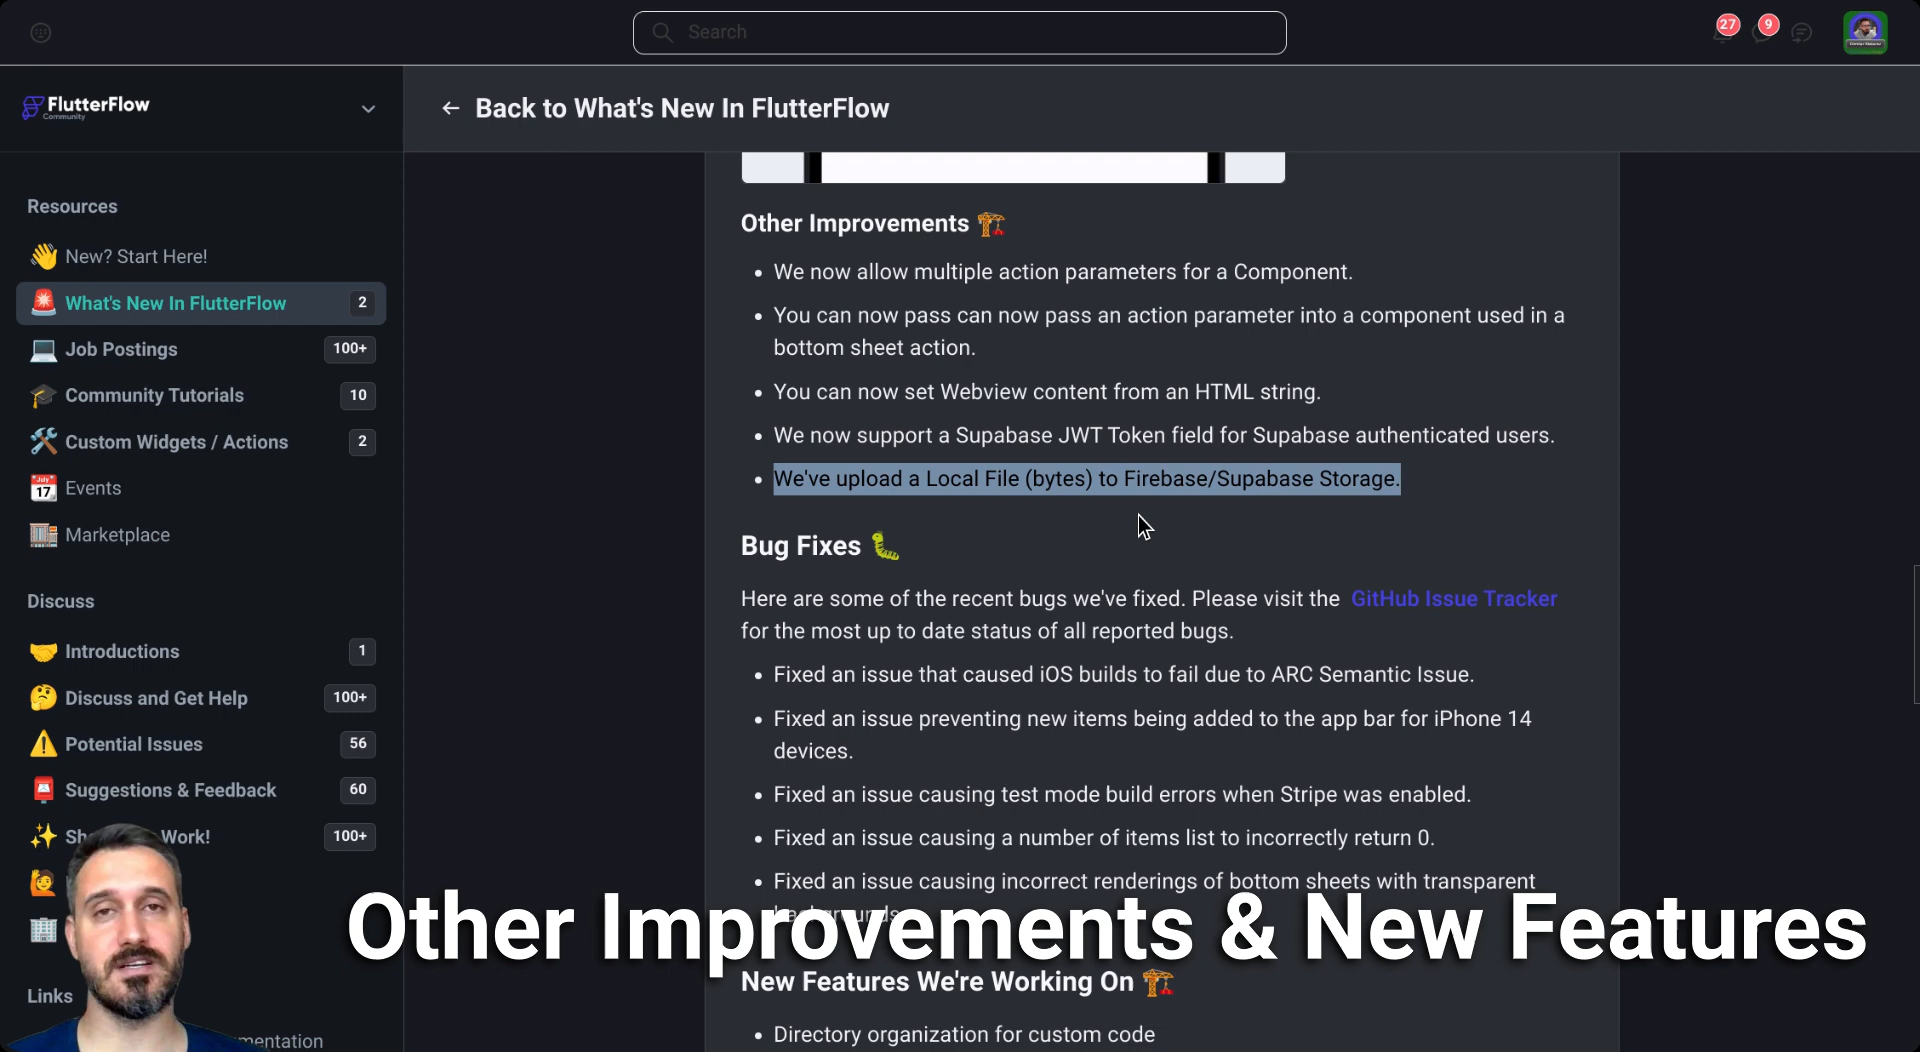 Search
27
9
FlutterFlow
Community
Back to What's New In FlutterFlow
Resources
New? Start Here!
What's New In FlutterFlow 2
Job Postings 100+
Community Tutorials 10
Custom Widgets / Actions 2
July
17
Events
Marketplace
Discuss
Introductions 1
Discuss and Get Help 100+
Potential Issues 56
Suggestions & Feedback 60
Work! 100+
Links
Other Improvements
• We now allow multiple action parameters for a Component.
• You can now pass can now pass an action parameter into a component used in a
bottom sheet action.
• You can now set Webview content from an HTML string.
• We now support a Supabase JWT Token field for Supabase authenticated users.
• We've upload a Local File (bytes) to Firebase/Supabase Storage.
Bug Fixes
Here are some of the recent bugs we've fixed. Please visit the GitHub Issue Tracker
for the most up to date status of all reported bugs.
• Fixed an issue that caused iOS builds to fail due to ARC Semantic Issue.
• Fixed an issue preventing new items being added to the app bar for iPhone 14
devices.
• Fixed an issue causing test mode build errors when Stripe was enabled.
• Fixed an issue causing a number of items list to incorrectly return 0.
• Fixed an issue causing incorrect renderings of bottom sheets with transparent
Other Improvements & New Features
New Features We're Working On
• Directory organization for custom code